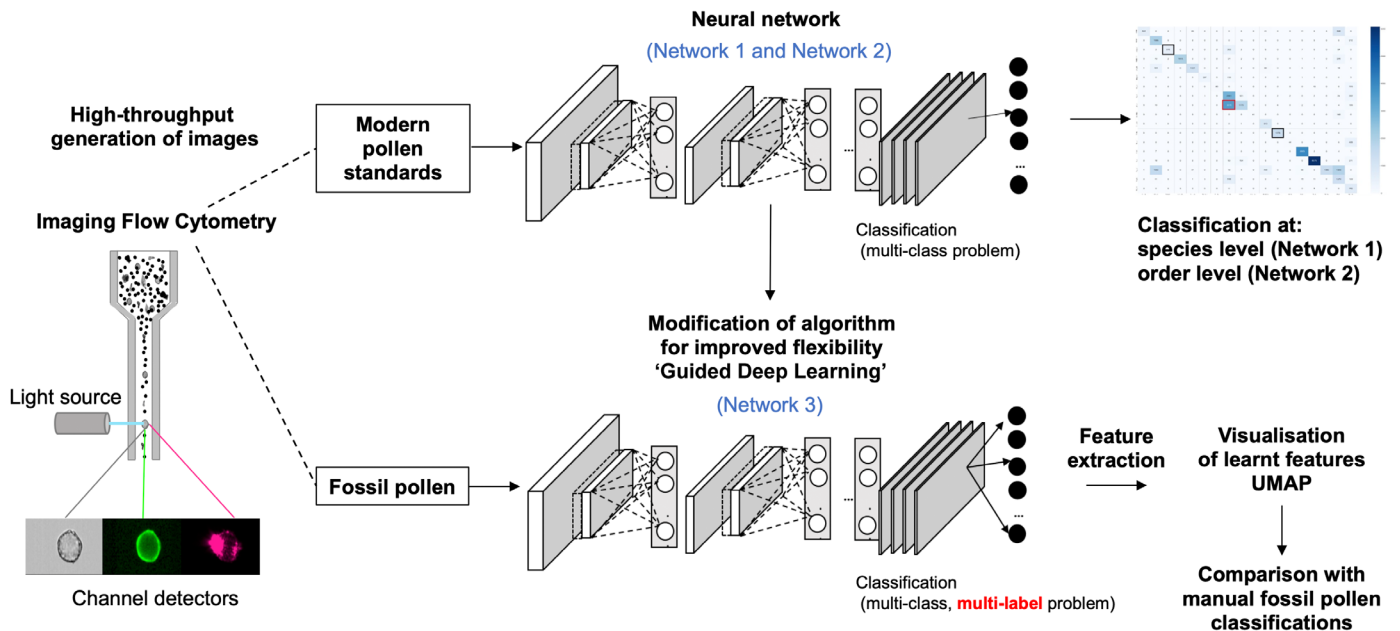 Neural network
(Network 1 and Network 2)
High-throughput
generation of images
Modern
pollen
standards
...
...
Classification
(multi-class problem)
Classification at:
species level (Network 1)
order level (Network 2)
Imaging Flow Cytometry
Light source
Channel detectors
Modification of algorithm
for improved flexibility
‘Guided Deep Learning’
(Network 3)
Fossil pollen
...
...
Classification
(multi-class, multi-label problem)
Feature
extraction
Visualisation
of learnt features
UMAP
Comparison with
manual fossil pollen
classifications